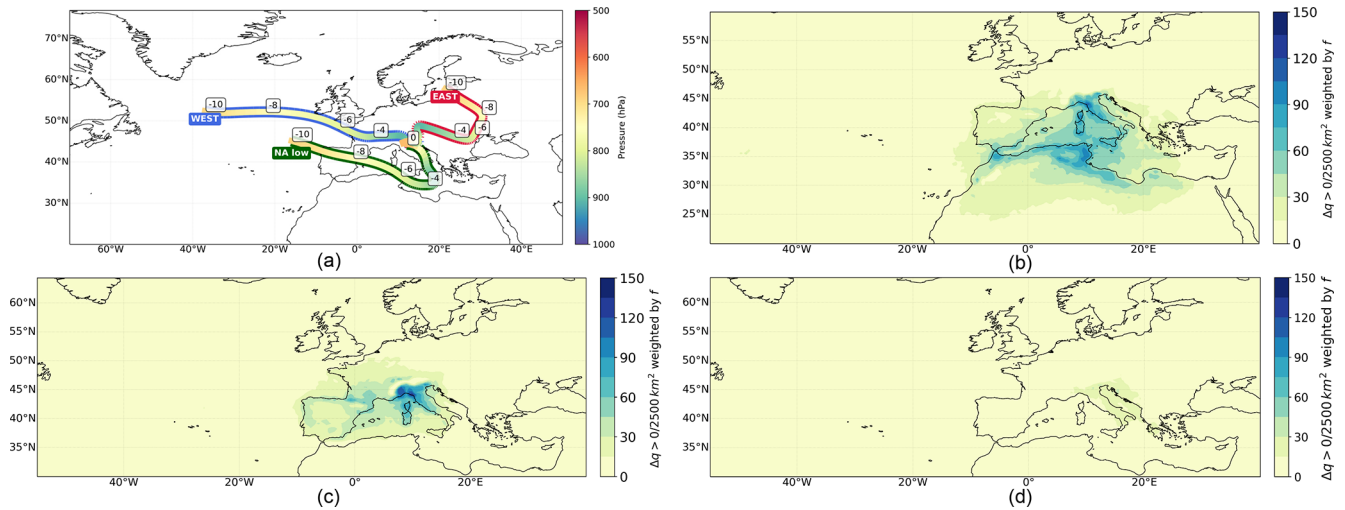 70°N
60°N
50°N
40°N
30°N
60°W
40°W
20°W
0°
20°E
40°E
-10
-8
-6
-4
0
-10
-8
-6
-4
-10
-8
-6
-4
WEST
EAST
NA low
500
600
700
800
900
1000
Pressure (hPa)
(a)
55°N
50°N
45°N
40°N
35°N
30°N
25°N
40°W
20°W
0°
20°E
150
120
90
60
30
0
Δq > 0/2500 km² weighted by f
(b)
60°N
55°N
50°N
45°N
40°N
35°N
40°W
20°W
0°
20°E
150
120
90
60
30
0
Δq > 0/2500 km² weighted by f
(c)
60°N
55°N
50°N
45°N
40°N
35°N
40°W
20°W
0°
20°E
150
120
90
60
30
0
Δq > 0/2500 km² weighted by f
(d)